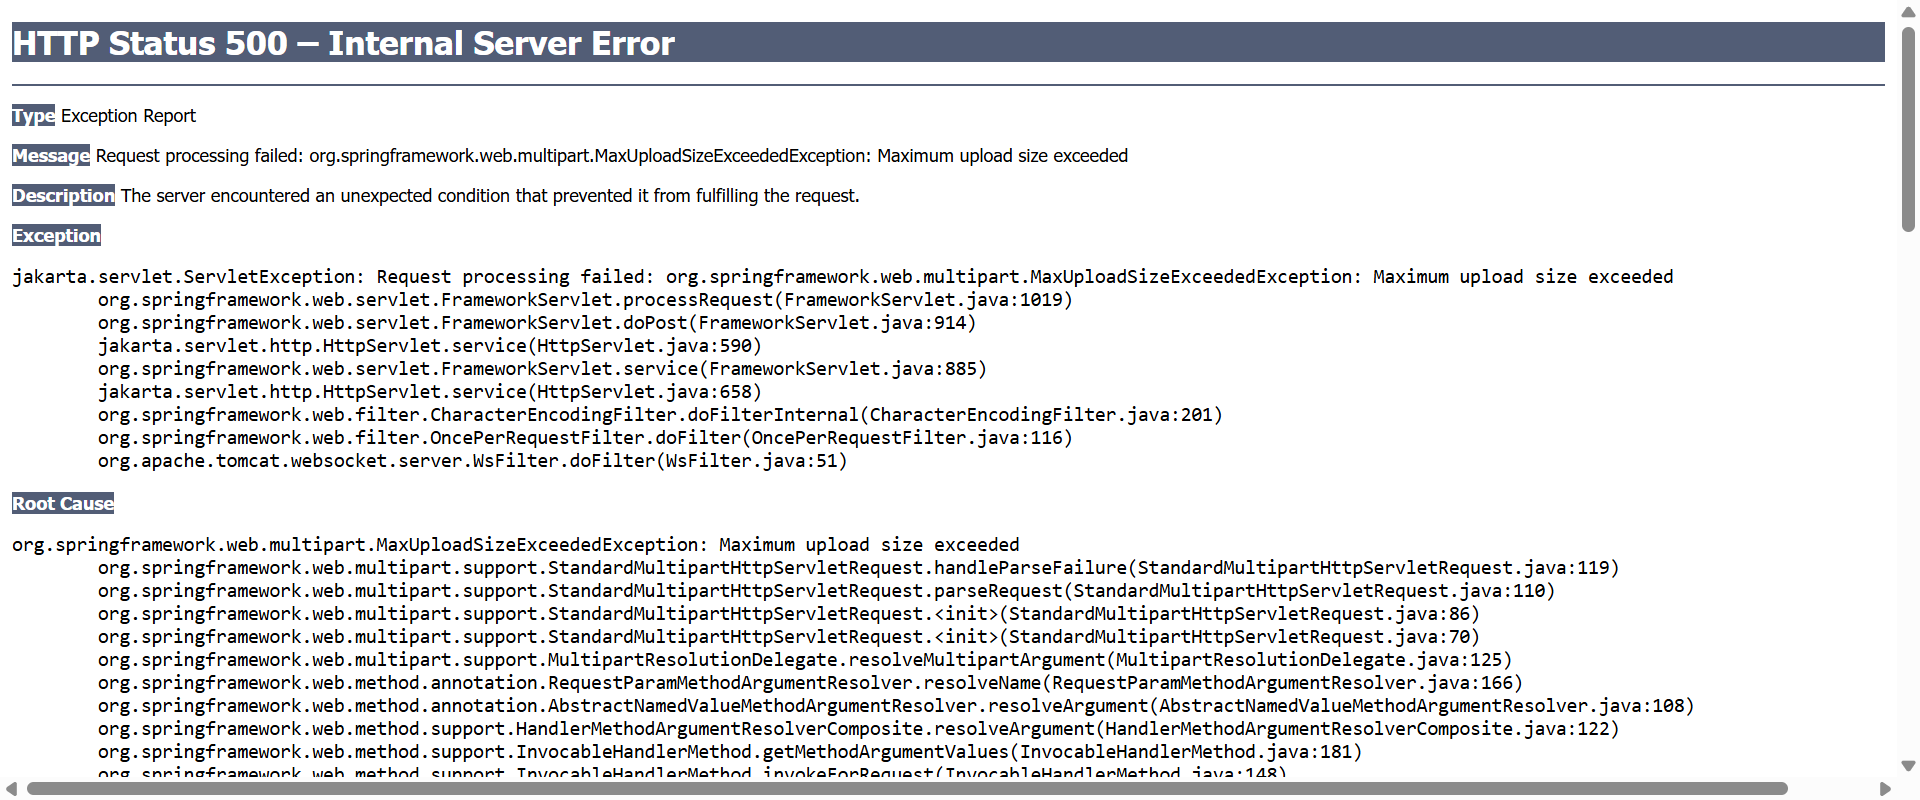 HTTP Status 500 – Internal Server Error
Type Exception Report
Message Request processing failed: org.springframework.web.multipart.MaxUploadSizeExceededException: Maximum upload size exceeded
Description The server encountered an unexpected condition that prevented it from fulfilling the request.
Exception
jakarta.servlet.ServletException: Request processing failed: org.springframework.web.multipart.MaxUploadSizeExceededException: Maximum upload size exceeded
	org.springframework.web.servlet.FrameworkServlet.processRequest(FrameworkServlet.java:1019)
	org.springframework.web.servlet.FrameworkServlet.doPost(FrameworkServlet.java:914)
	jakarta.servlet.http.HttpServlet.service(HttpServlet.java:590)
	org.springframework.web.servlet.FrameworkServlet.service(FrameworkServlet.java:885)
	jakarta.servlet.http.HttpServlet.service(HttpServlet.java:658)
	org.springframework.web.filter.CharacterEncodingFilter.doFilterInternal(CharacterEncodingFilter.java:201)
	org.springframework.web.filter.OncePerRequestFilter.doFilter(OncePerRequestFilter.java:116)
	org.apache.tomcat.websocket.server.WsFilter.doFilter(WsFilter.java:51)
Root Cause
org.springframework.web.multipart.MaxUploadSizeExceededException: Maximum upload size exceeded
	org.springframework.web.multipart.support.StandardMultipartHttpServletRequest.handleParseFailure(StandardMultipartHttpServletRequest.java:119)
	org.springframework.web.multipart.support.StandardMultipartHttpServletRequest.parseRequest(StandardMultipartHttpServletRequest.java:110)
	org.springframework.web.multipart.support.StandardMultipartHttpServletRequest.<init>(StandardMultipartHttpServletRequest.java:86)
	org.springframework.web.multipart.support.StandardMultipartHttpServletRequest.<init>(StandardMultipartHttpServletRequest.java:70)
	org.springframework.web.multipart.support.MultipartResolutionDelegate.resolveMultipartArgument(MultipartResolutionDelegate.java:125)
	org.springframework.web.method.annotation.RequestParamMethodArgumentResolver.resolveName(RequestParamMethodArgumentResolver.java:166)
	org.springframework.web.method.annotation.AbstractNamedValueMethodArgumentResolver.resolveArgument(AbstractNamedValueMethodArgumentResolver.java:108)
	org.springframework.web.method.support.HandlerMethodArgumentResolverComposite.resolveArgument(HandlerMethodArgumentResolverComposite.java:122)
	org.springframework.web.method.support.InvocableHandlerMethod.getMethodArgumentValues(InvocableHandlerMethod.java:181)
	org.springframework.web.method.support.InvocableHandlerMethod.invokeForRequest(InvocableHandlerMethod.java:148)